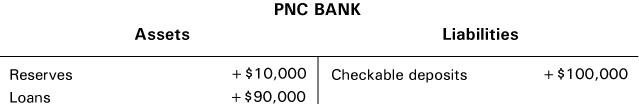 PNC BANK
Assets Liabilities
Reserves +$10,000 Checkable deposits +$100,000
Loans +$90,000